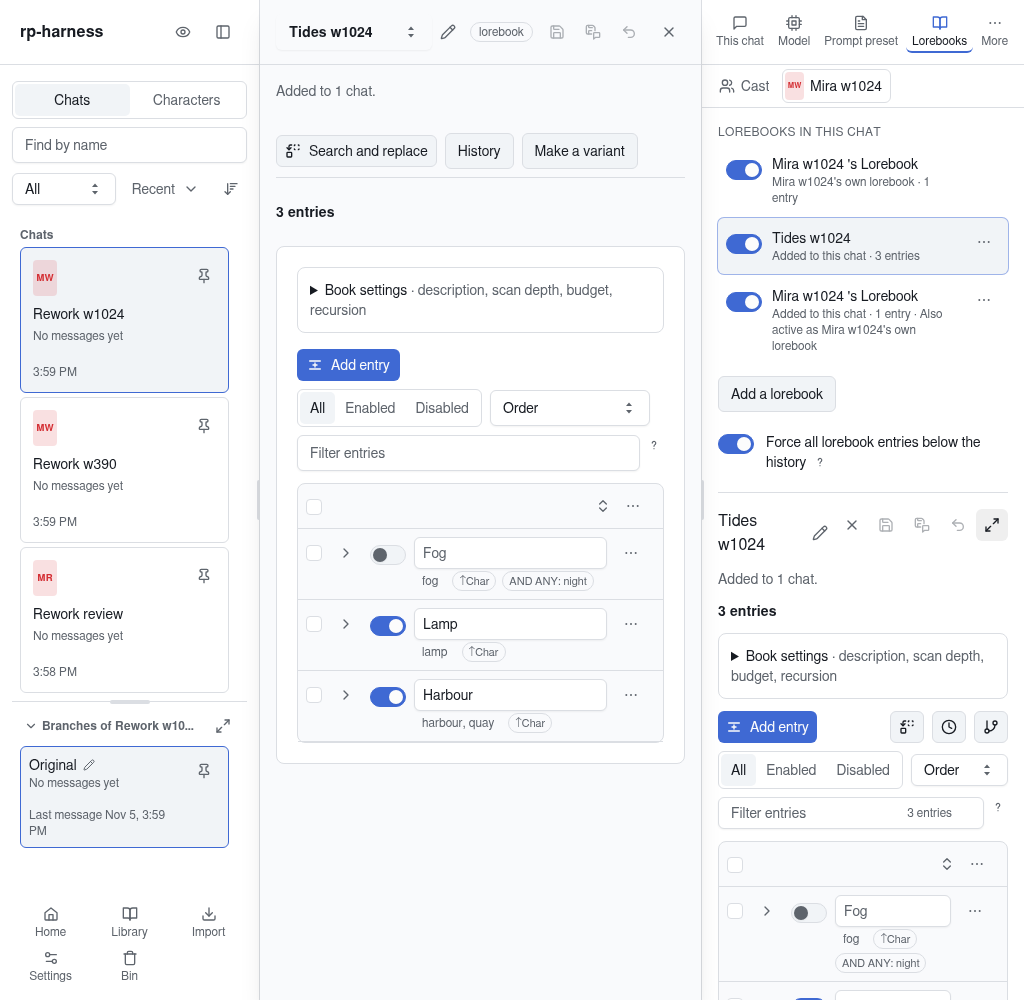 rp-harness
Chats
Characters
Find by name
All
Recent
Chats
MW
Rework w1024
No messages yet
3:59 PM
MW
Rework w390
No messages yet
3:59 PM
MR
Rework review
No messages yet
3:58 PM
Branches of Rework w10...
Original
No messages yet
Last message Nov 5, 3:59
PM
Home
Library
Import
Settings
Bin
Tides w1024
lorebook
Added to 1 chat.
Search and replace
History
Make a variant
3 entries
Book settings · description, scan depth, budget,
recursion
Add entry
All
Enabled
Disabled
Order
Filter entries
?
Fog
fog
↑Char
AND ANY: night
Lamp
lamp
↑Char
Harbour
harbour, quay
↑Char
This chat
Model
Prompt preset
Lorebooks
More
Cast
MW
Mira w1024
LOREBOOKS IN THIS CHAT
Mira w1024 's Lorebook
Mira w1024's own lorebook · 1
entry
Tides w1024
Added to this chat · 3 entries
Mira w1024 's Lorebook
Added to this chat · 1 entry · Also
active as Mira w1024's own
lorebook
Add a lorebook
Force all lorebook entries below the
history ?
Tides
w1024
Added to 1 chat.
3 entries
Book settings · description, scan depth,
budget, recursion
Add entry
All
Enabled
Disabled
Order
Filter entries
3 entries
?
Fog
fog
↑Char
AND ANY: night